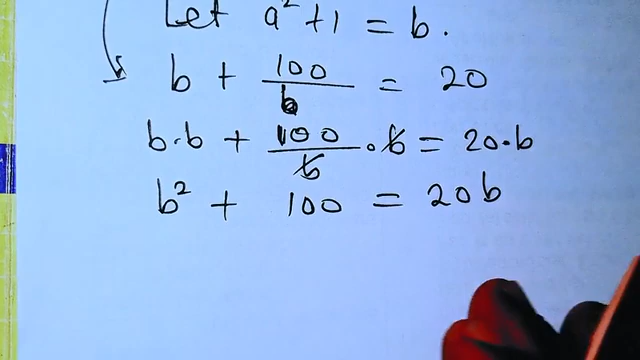 Let a² + 1 = b.
b + 100/b = 20
b·b + 100/b · b = 20·b
b² + 100 = 20b